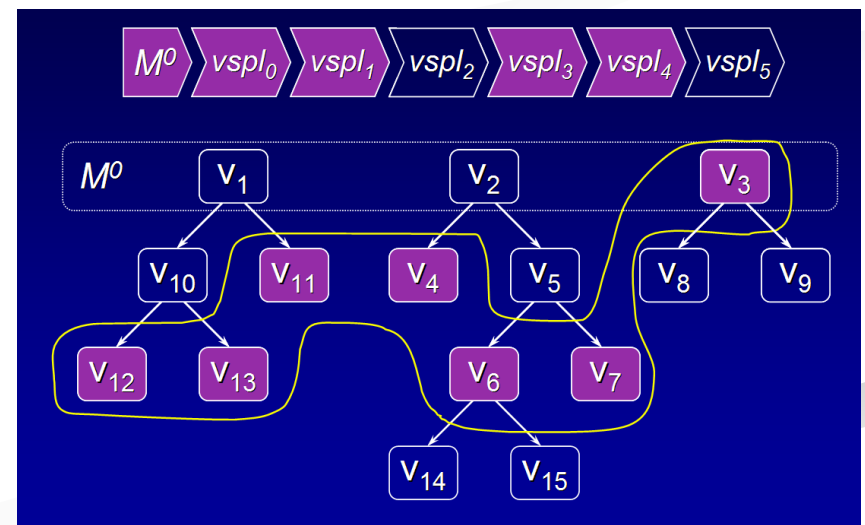 M⁰ vspl₀ vspl₁ vspl₂ vspl₃ vspl₄ vspl₅
M⁰ v₁ v₂ v₃
v₁₀ v₁₁ v₄ v₅ v₈ v₉
v₁₂ v₁₃ v₆ v₇
v₁₄ v₁₅